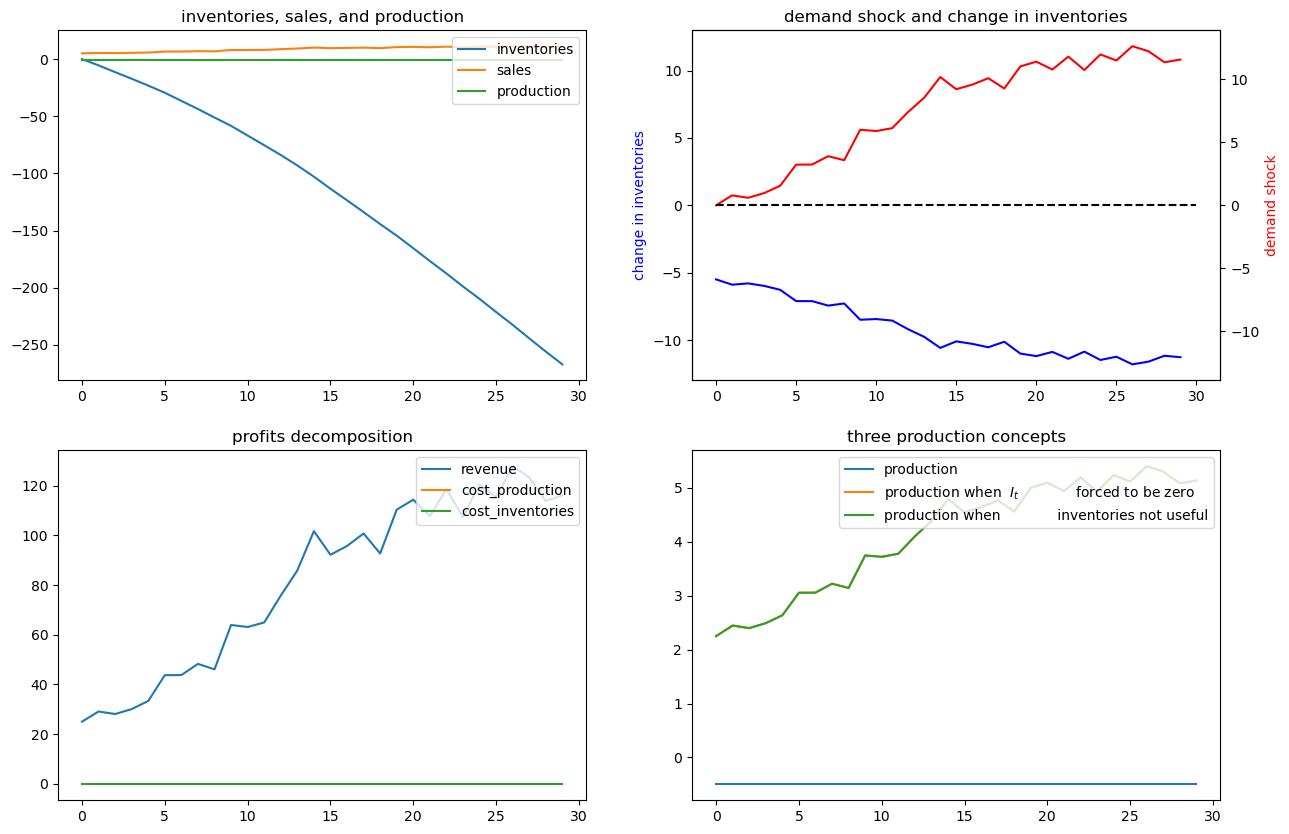 inventories, sales, and production
0
−50
−100
−150
−200
−250
0 5 10 15 20 25 30
inventories
sales
production
demand shock and change in inventories
change in inventories
10
5
0
−5
−10
0 5 10 15 20 25 30
10
5
0
−5
−10
demand shock
profits decomposition
120
100
80
60
40
20
0
0 5 10 15 20 25 30
revenue
cost_production
cost_inventories
three production concepts
5
4
3
2
1
0
0 5 10 15 20 25 30
production
production when I_t forced to be zero
production when inventories not useful